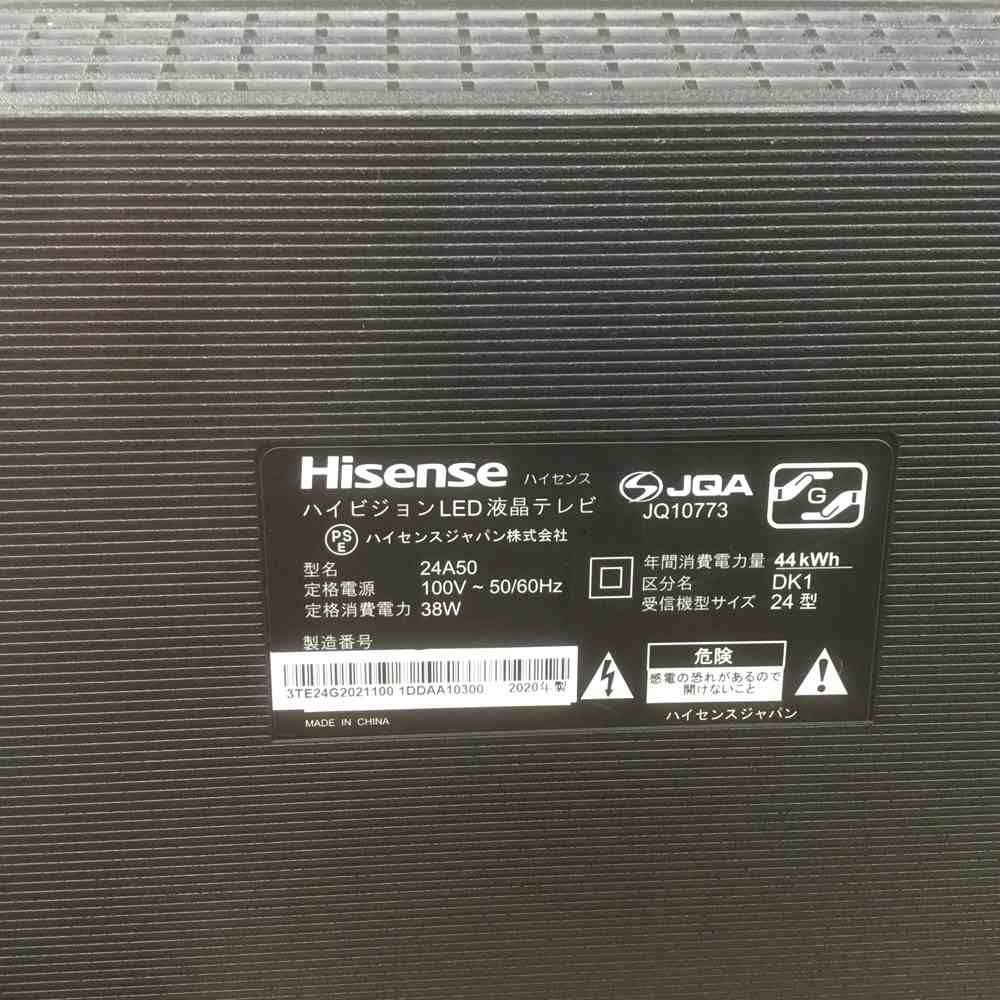 Hisense ハイセンス
ハイビジョンLED液晶テレビ
PS
E
ハイセンスジャパン株式会社
型名 24A50
定格電源 100V ~ 50/60Hz
定格消費電力 38W
製造番号
3TE24G2021100 1DDAA10300 2020年製
MADE IN CHINA
JQA
JQ10773
G
年間消費電力量 44kWh
区分名 DK1
受信機型サイズ 24型
危険
感電の恐れがあるので
開けないこと
ハイセンスジャパン